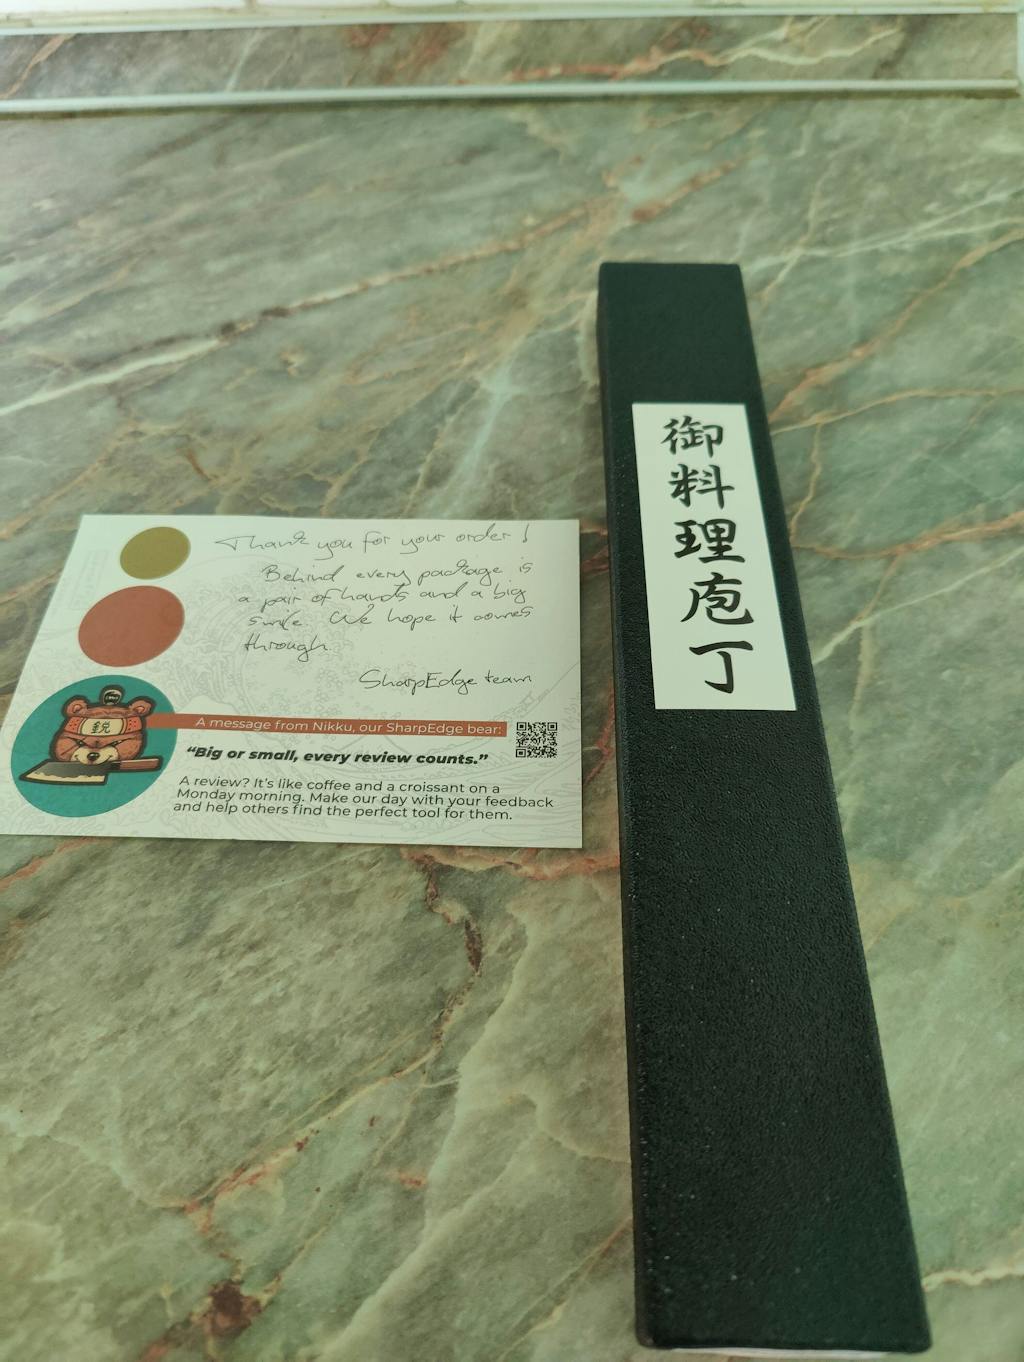 Thank you for your order!
Behind every package is
a pair of hands and a big
smile. We hope it comes
through.
SharpEdge team
鋭
A message from Nikku, our SharpEdge bear:
“Big or small, every review counts.”
A review? It's like coffee and a croissant on a
Monday morning. Make our day with your feedback
and help others find the perfect tool for them.
御料理庖丁